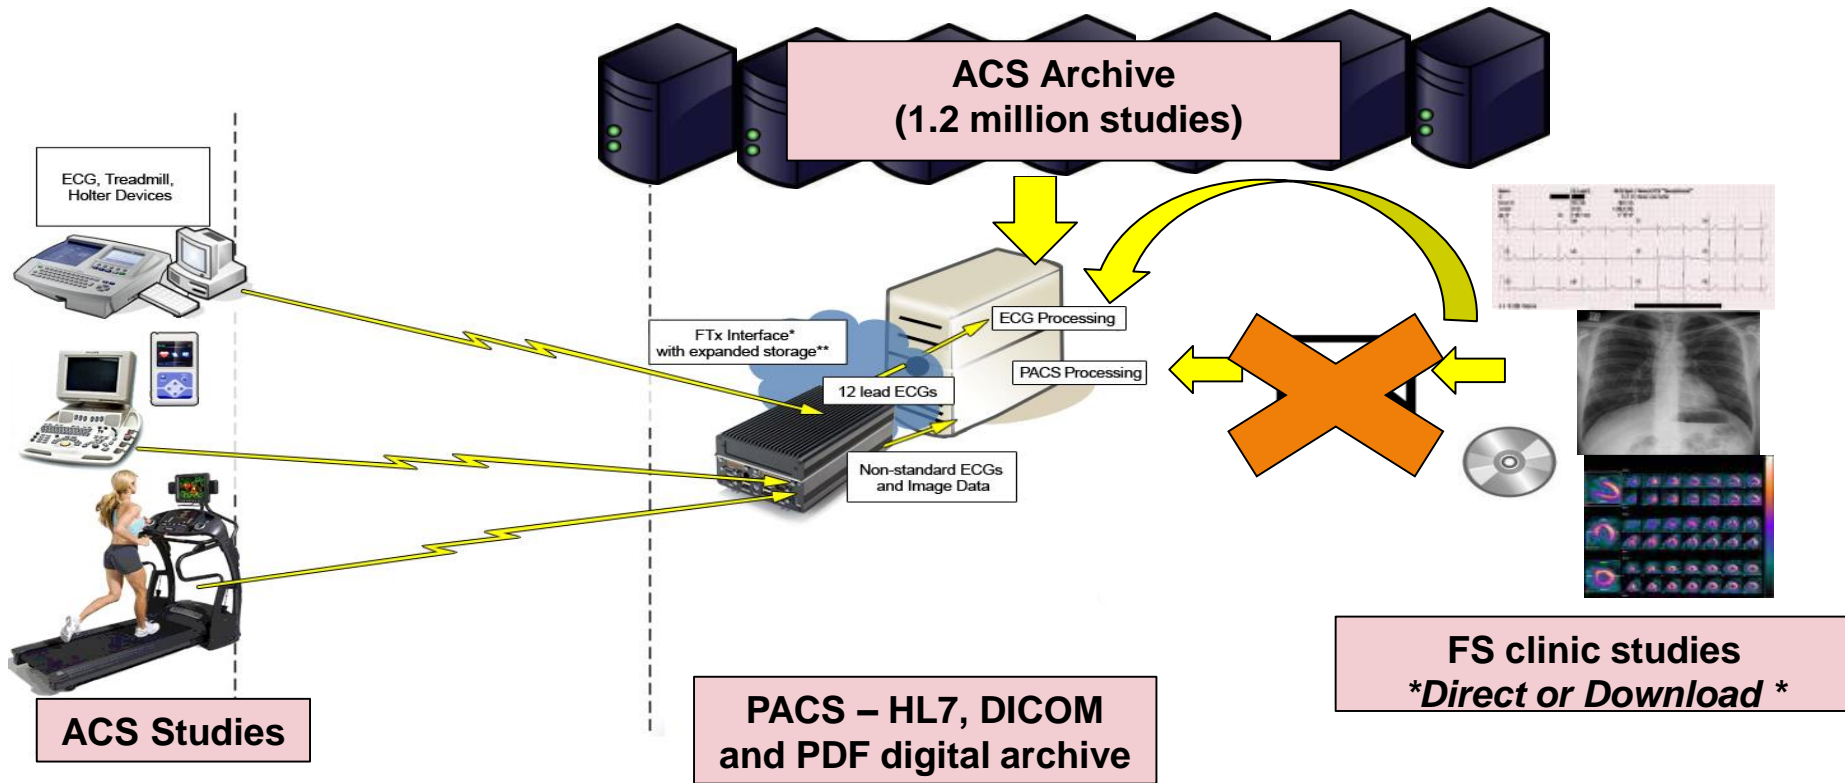 ACS Archive
(1.2 million studies)
ECG, Treadmill,
Holter Devices
FTx Interface*
with expanded storage**
ECG Processing
PACS Processing
12 lead ECGs
Non-standard ECGs
and Image Data
ACS Studies
PACS – HL7, DICOM
and PDF digital archive
FS clinic studies
*Direct or Download *